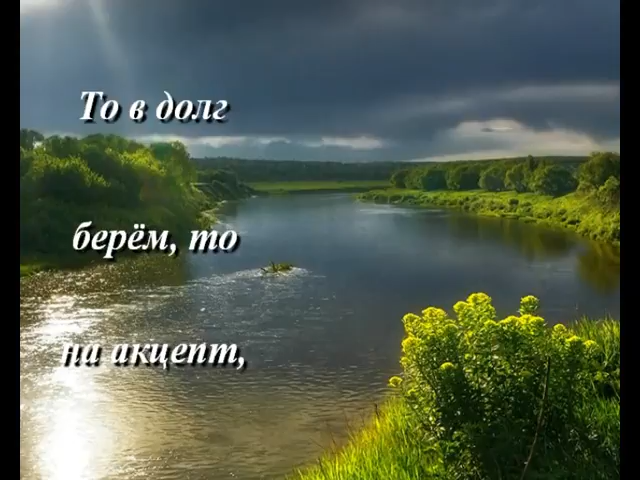 То в долг
берём, то
на акцепт,